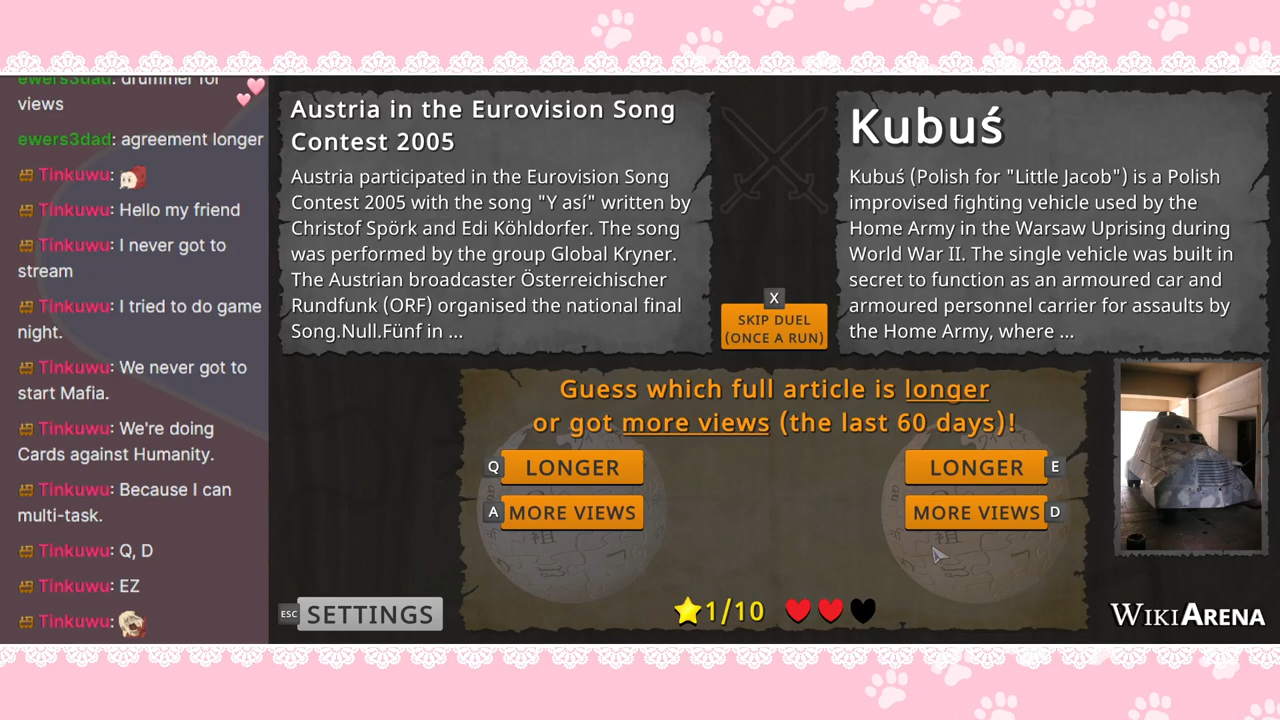 ewers3dad: drummer for
views
ewers3dad: agreement longer
Tinkuwu:
Tinkuwu: Hello my friend
Tinkuwu: I never got to
stream
Tinkuwu: I tried to do game
night.
Tinkuwu: We never got to
start Mafia.
Tinkuwu: We're doing
Cards against Humanity.
Tinkuwu: Because I can
multi-task.
Tinkuwu: Q, D
Tinkuwu: EZ
Tinkuwu:
Austria in the Eurovision Song
Contest 2005
Austria participated in the Eurovision Song
Contest 2005 with the song "Y así" written by
Christof Spörk and Edi Köhldorfer. The song
was performed by the group Global Kryner.
The Austrian broadcaster Österreichischer
Rundfunk (ORF) organised the national final
Song.Null.Fünf in ...
X
SKIP DUEL
(ONCE A RUN)
Kubuś
Kubuś (Polish for "Little Jacob") is a Polish
improvised fighting vehicle used by the
Home Army in the Warsaw Uprising during
World War II. The single vehicle was built in
secret to function as an armoured car and
armoured personnel carrier for assaults by
the Home Army, where ...
Guess which full article is longer
or got more views (the last 60 days)!
Q LONGER
A MORE VIEWS
LONGER E
MORE VIEWS D
ESC SETTINGS
1/10
WIKIARENA